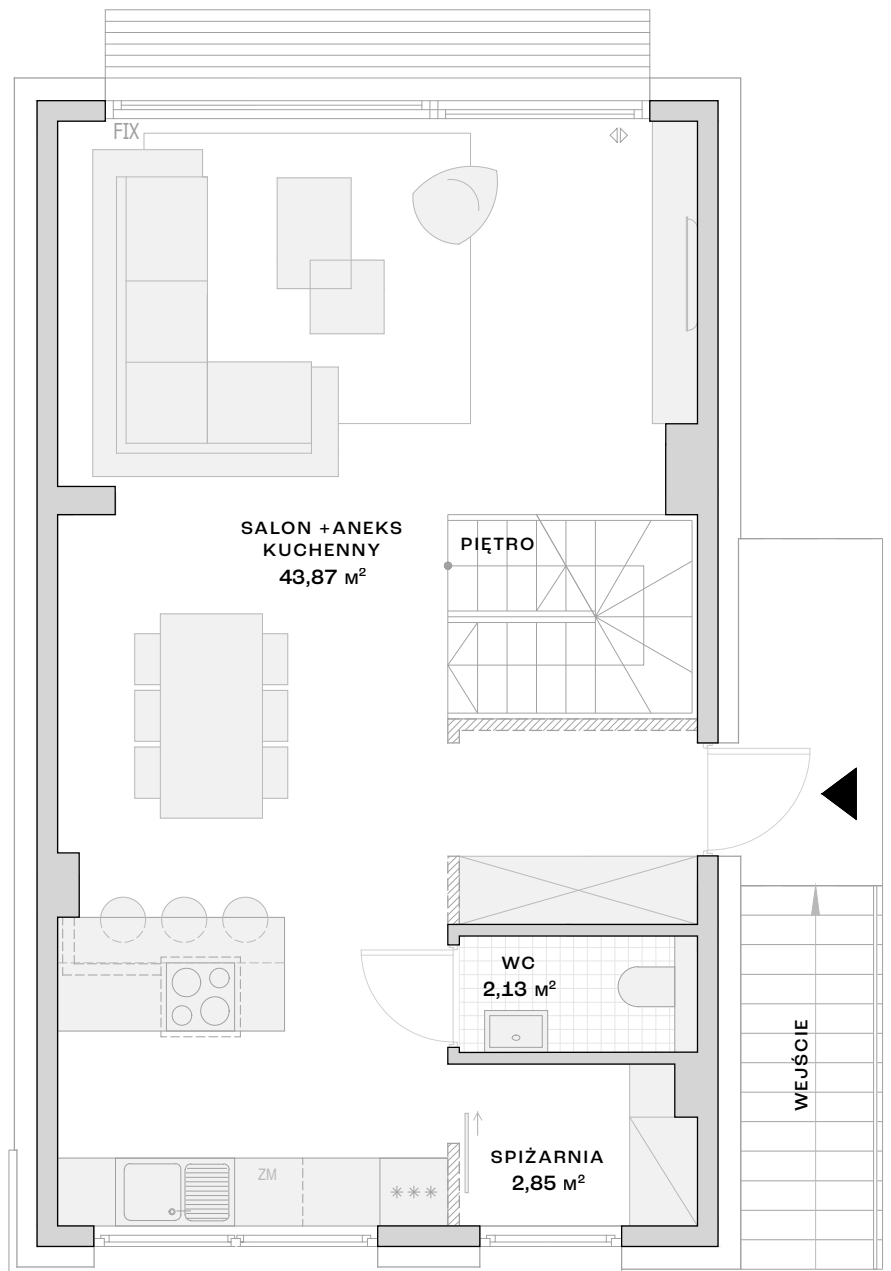 FIX
SALON +ANEKS
KUCHENNY
43,87 M²
PIĘTRO
WC
2,13 M²
WEJŚCIE
SPIŻARNIA
2,85 M²
ZM
***